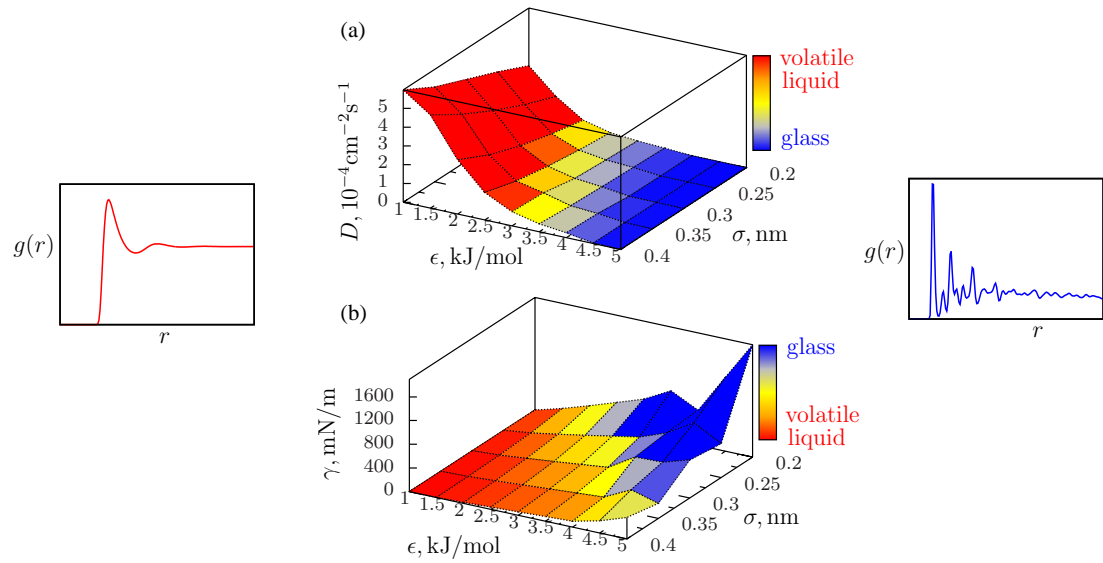 (a)
volatile
liquid
glass
D, 10⁻⁴cm⁻²s⁻¹
5
4
3
2
1
0
1
1.5
2
2.5
3
3.5
4
4.5
5
ϵ, kJ/mol
0.4
0.35
0.3
0.25
0.2
σ, nm
g(r)
r
g(r)
r
(b)
glass
volatile
liquid
γ, mN/m
1600
1200
800
400
0
1
1.5
2
2.5
3
3.5
4
4.5
5
ϵ, kJ/mol
0.4
0.35
0.3
0.25
0.2
σ, nm